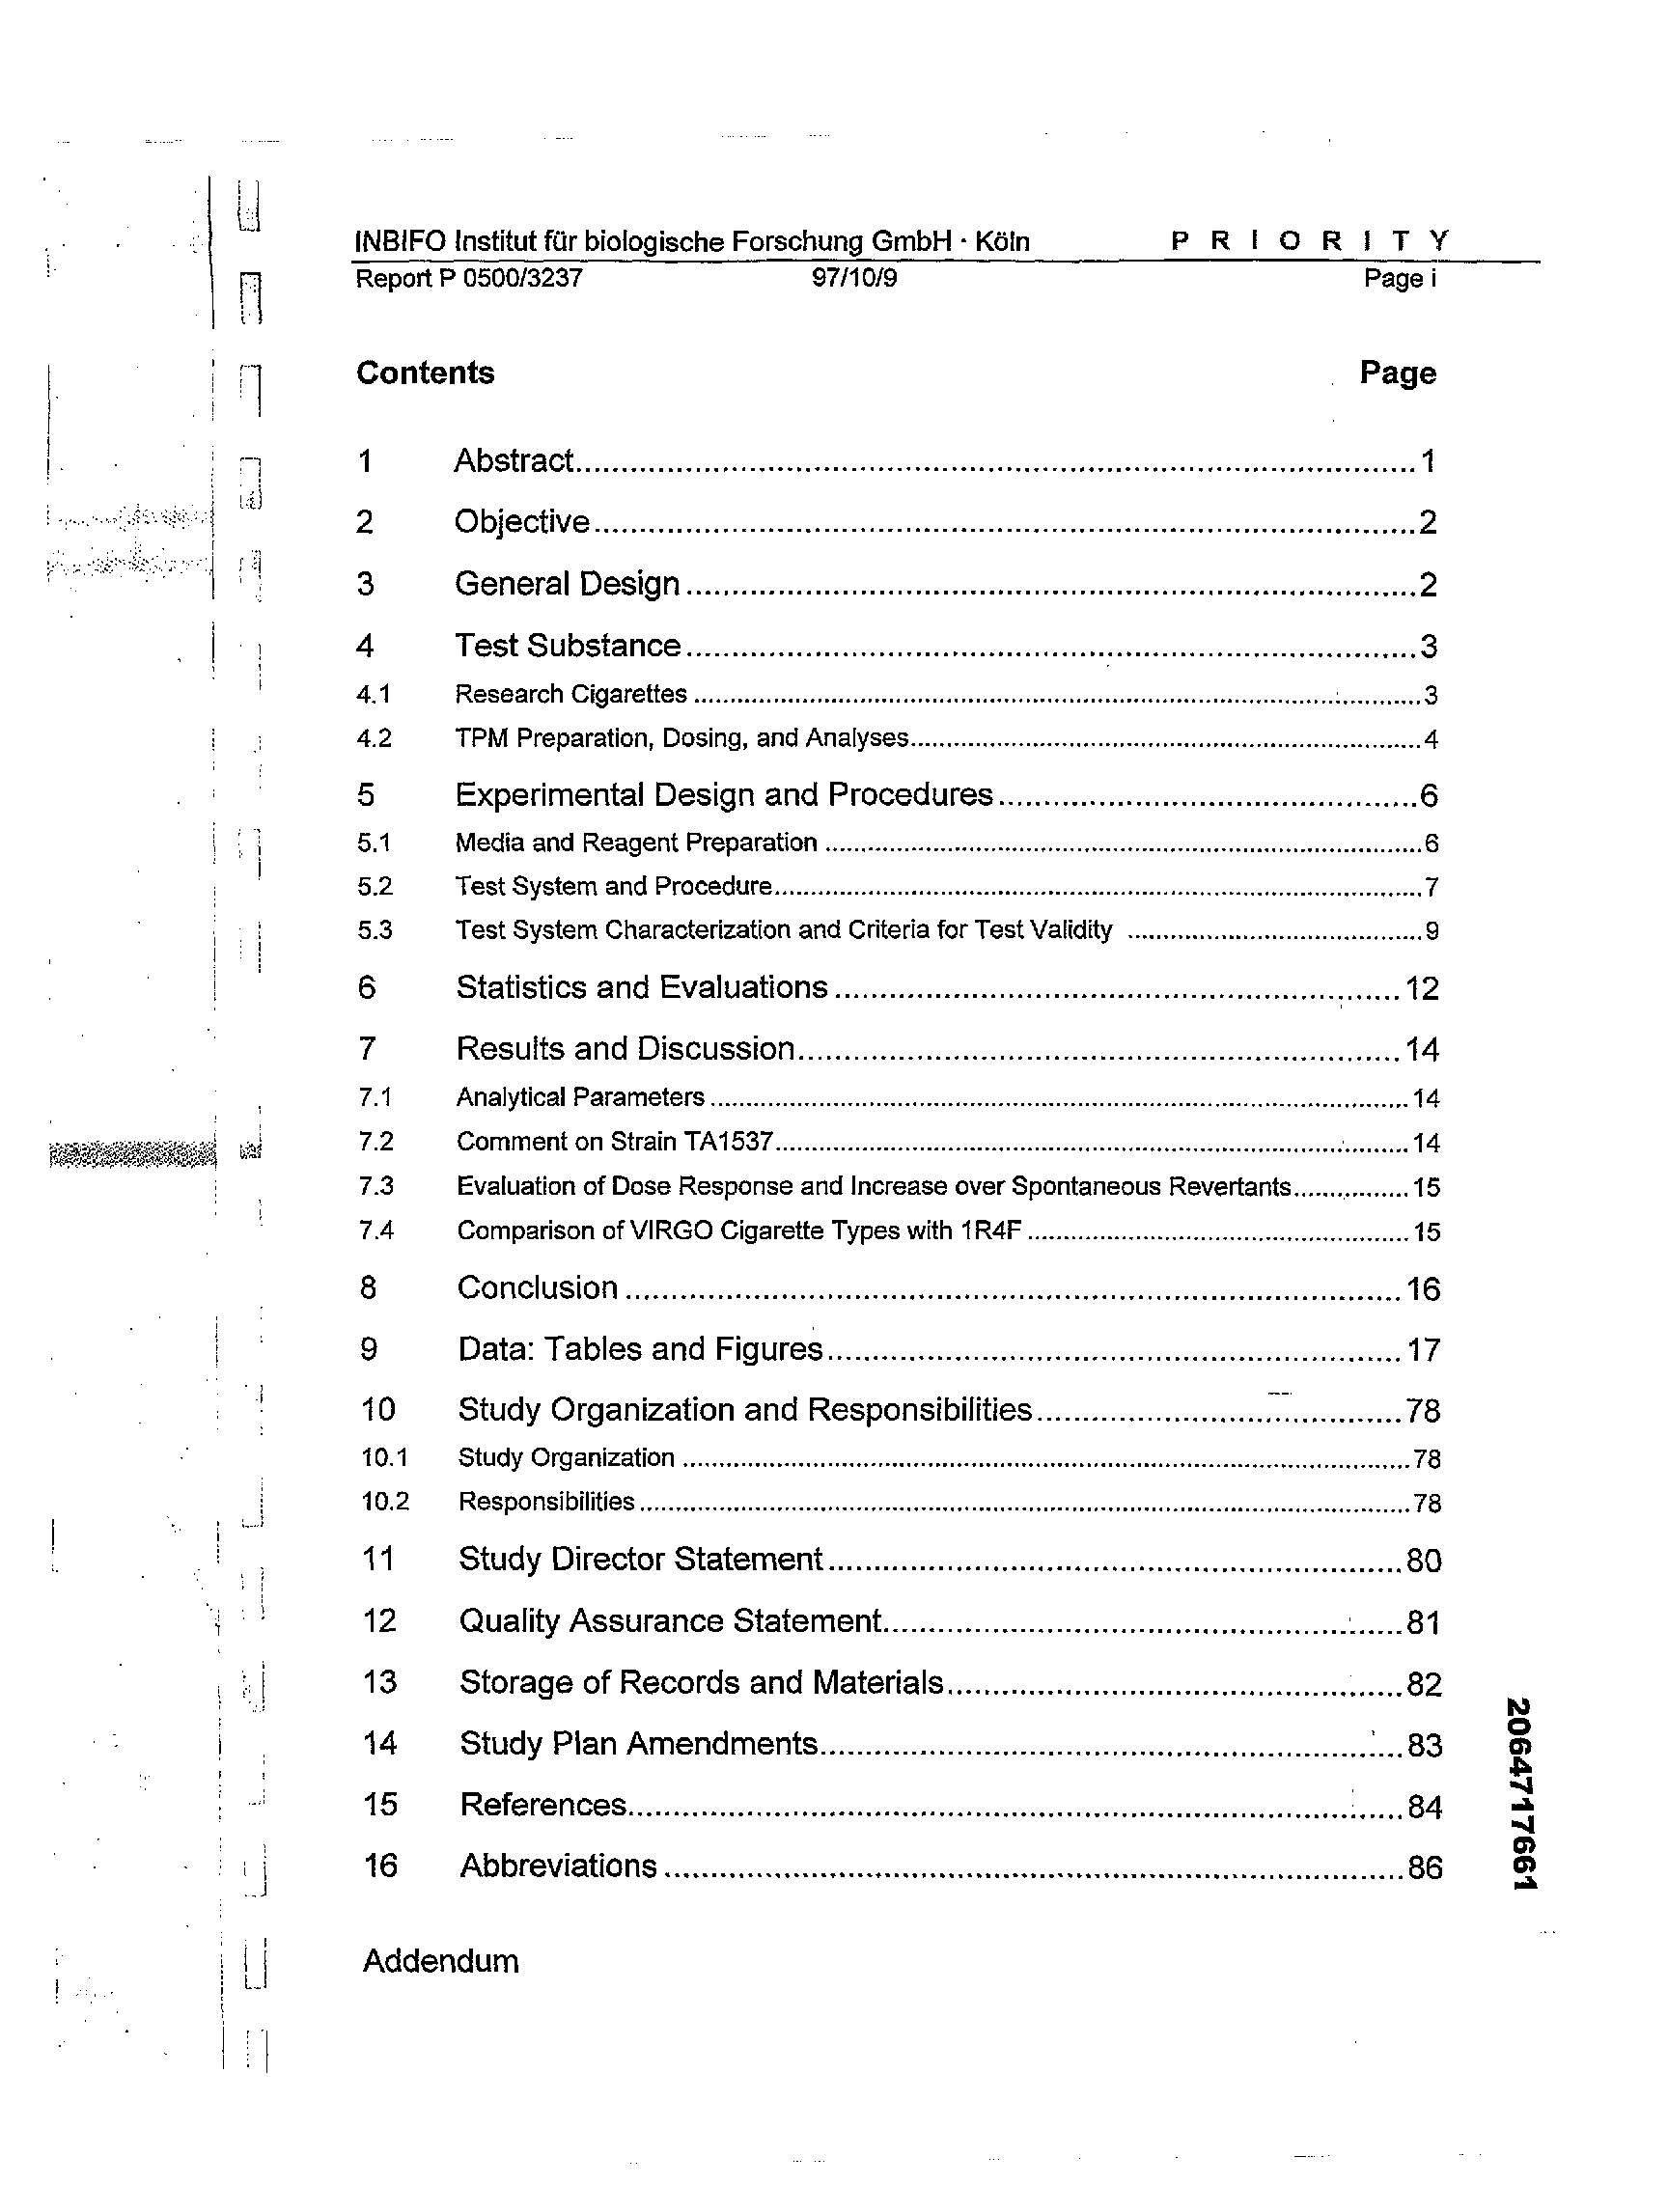 INBIFO Institut für biologische Forschung GmbH · Köln PRIORITY
Report P 0500/3237 97/10/9 Page i
Contents Page
1 Abstract 1
2 Objective 2
3 General Design 2
4 Test Substance 3
4.1 Research Cigarettes 3
4.2 TPM Preparation, Dosing, and Analyses 4
5 Experimental Design and Procedures 6
5.1 Media and Reagent Preparation 6
5.2 Test System and Procedure 7
5.3 Test System Characterization and Criteria for Test Validity 9
6 Statistics and Evaluations 12
7 Results and Discussion 14
7.1 Analytical Parameters 14
7.2 Comment on Strain TA1537 14
7.3 Evaluation of Dose Response and Increase over Spontaneous Revertants 15
7.4 Comparison of VIRGO Cigarette Types with 1R4F 15
8 Conclusion 16
9 Data: Tables and Figures 17
10 Study Organization and Responsibilities 78
10.1 Study Organization 78
10.2 Responsibilities 78
11 Study Director Statement 80
12 Quality Assurance Statement 81
13 Storage of Records and Materials 82
14 Study Plan Amendments 83
15 References 84
16 Abbreviations 86
Addendum
2064717661